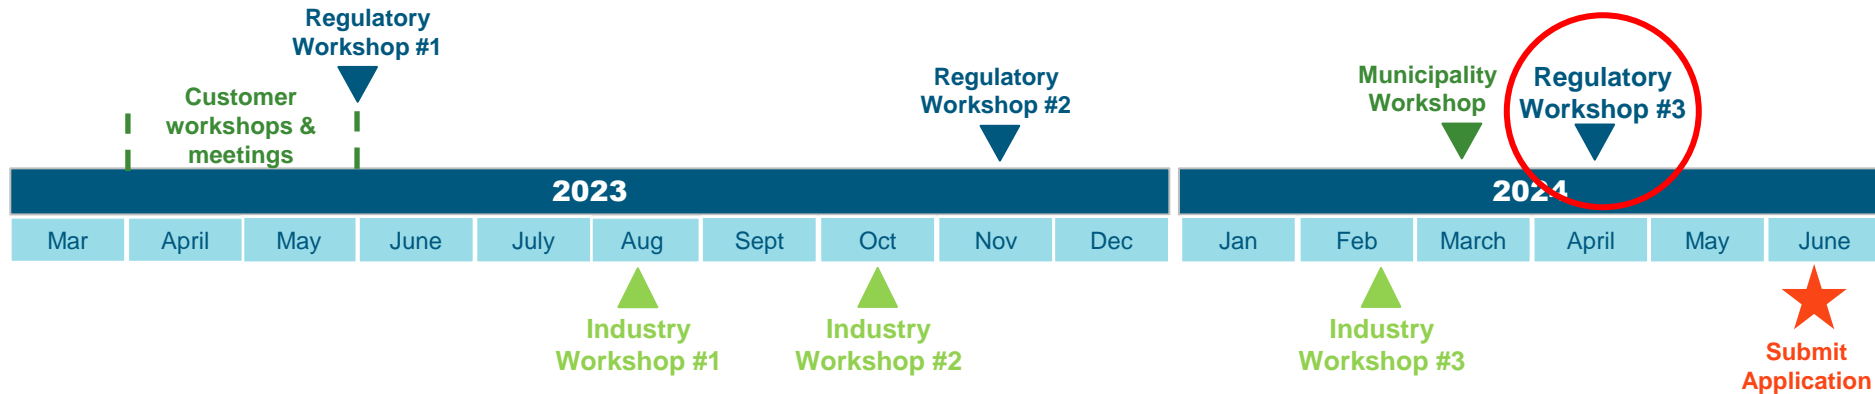 Regulatory
Workshop #1
Customer
workshops &
meetings
Regulatory
Workshop #2
Municipality
Workshop
Regulatory
Workshop #3
2023
2024
Mar
April
May
June
July
Aug
Sept
Oct
Nov
Dec
Jan
Feb
March
April
May
June
Industry
Workshop #1
Industry
Workshop #2
Industry
Workshop #3
Submit
Application